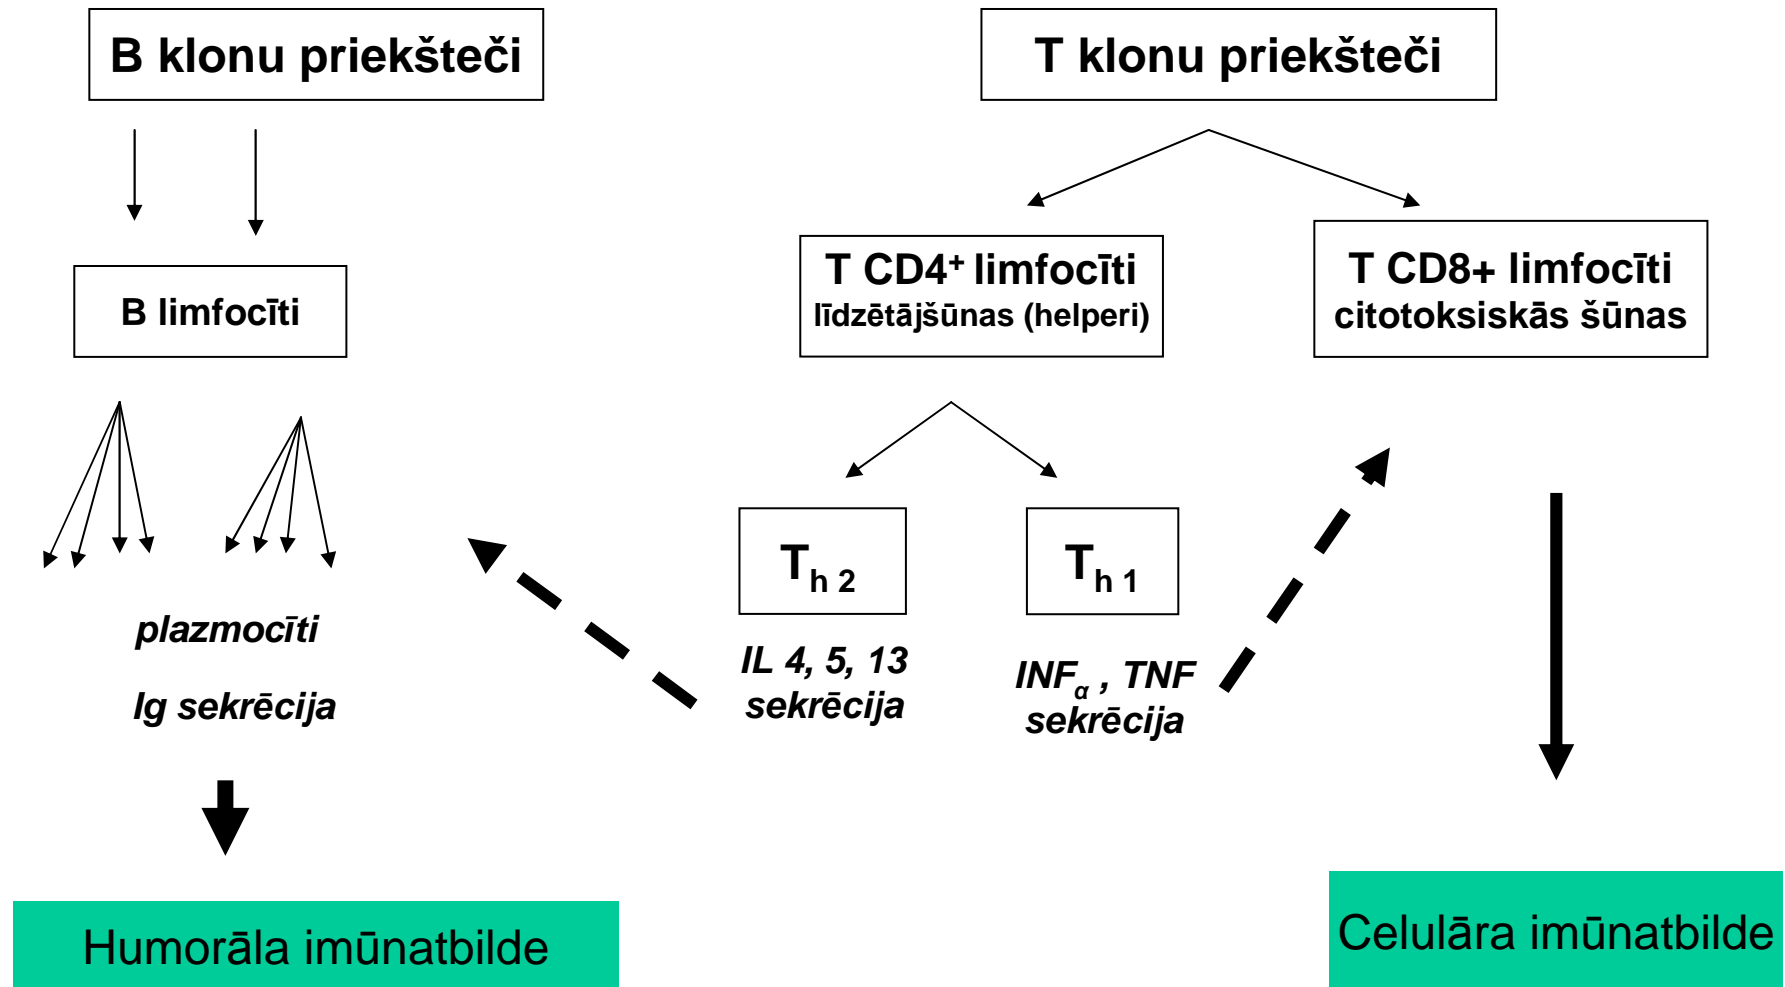 B klonu priekšteči
T klonu priekšteči
B limfocīti
T CD4⁺ limfocīti
līdzētājšūnas (helperi)
T CD8+ limfocīti
citotoksiskās šūnas
Tₕ ₂
Tₕ ₁
plazmocīti
Ig sekrēcija
IL 4, 5, 13
sekrēcija
INFα , TNF
sekrēcija
Humorāla imūnatbilde
Celulāra imūnatbilde